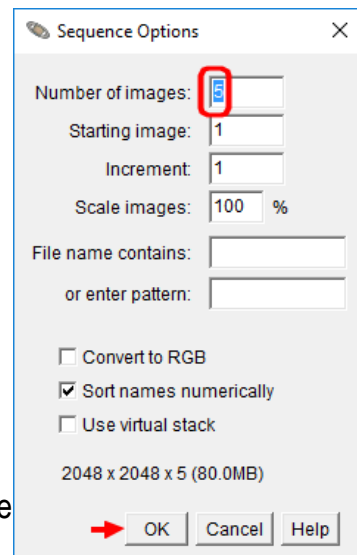 Sequence Options
Number of images: 5
Starting image: 1
Increment: 1
Scale images: 100 %
File name contains:
or enter pattern:
Convert to RGB
Sort names numerically
Use virtual stack
2048 x 2048 x 5 (80.0MB)
e
OK Cancel Help